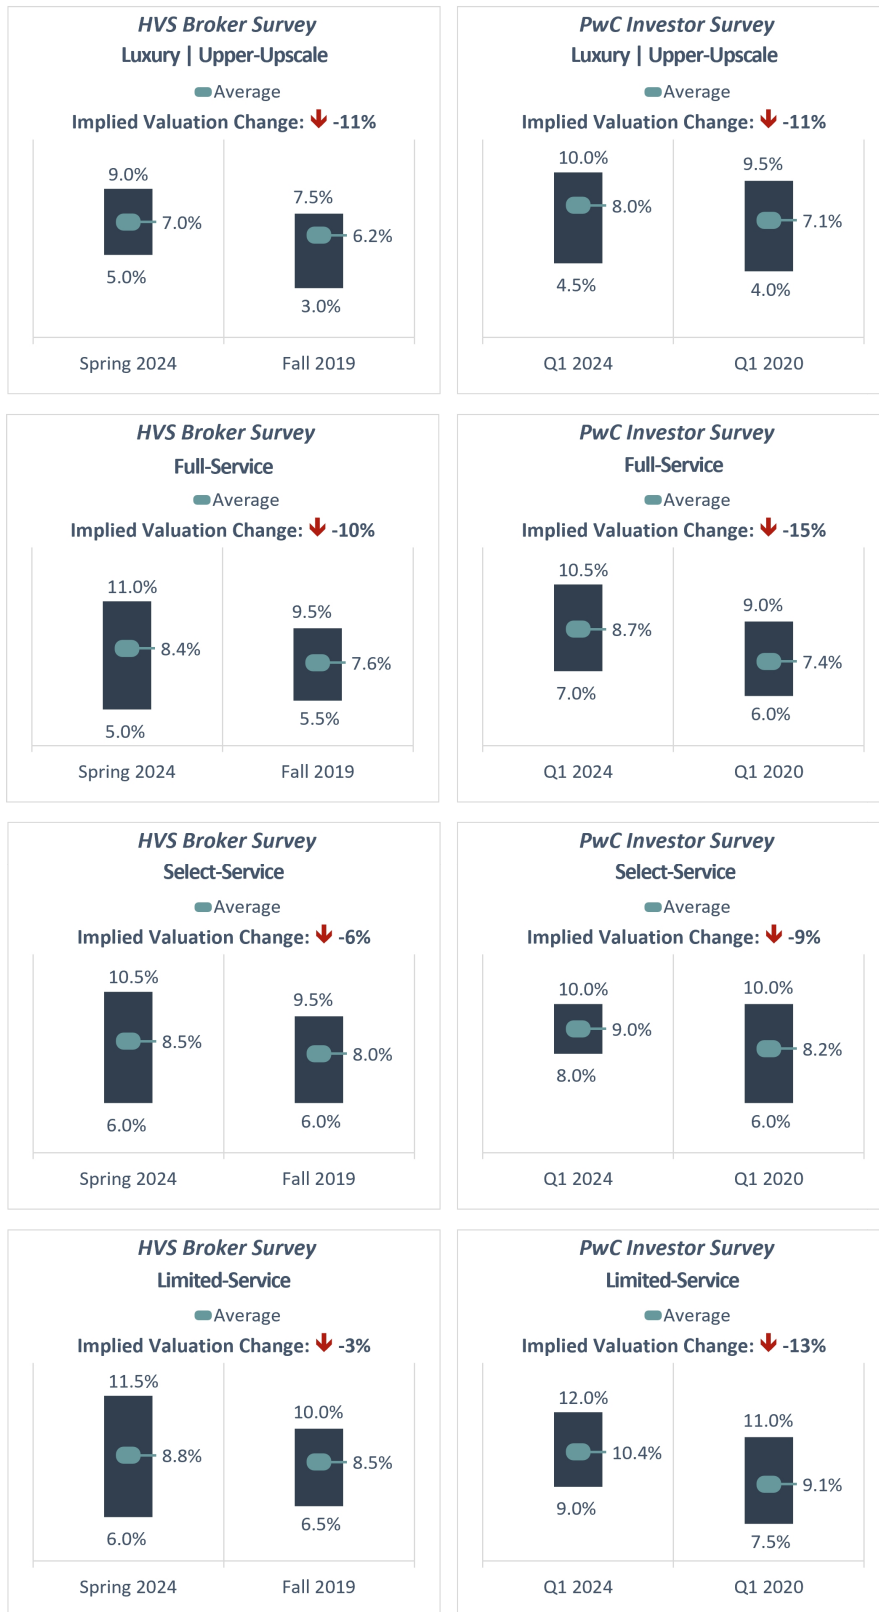 HVS Broker Survey
Luxury | Upper-Upscale
Average
Implied Valuation Change: -11%
9.0%
7.0%
5.0%
7.5%
6.2%
3.0%
Spring 2024 Fall 2019
PwC Investor Survey
Luxury | Upper-Upscale
Average
Implied Valuation Change: -11%
10.0%
8.0%
4.5%
9.5%
7.1%
4.0%
Q1 2024 Q1 2020
HVS Broker Survey
Full-Service
Average
Implied Valuation Change: -10%
11.0%
8.4%
5.0%
9.5%
7.6%
5.5%
Spring 2024 Fall 2019
PwC Investor Survey
Full-Service
Average
Implied Valuation Change: -15%
10.5%
8.7%
7.0%
9.0%
7.4%
6.0%
Q1 2024 Q1 2020
HVS Broker Survey
Select-Service
Average
Implied Valuation Change: -6%
10.5%
8.5%
6.0%
9.5%
8.0%
6.0%
Spring 2024 Fall 2019
PwC Investor Survey
Select-Service
Average
Implied Valuation Change: -9%
10.0%
9.0%
8.0%
10.0%
8.2%
6.0%
Q1 2024 Q1 2020
HVS Broker Survey
Limited-Service
Average
Implied Valuation Change: -3%
11.5%
8.8%
6.0%
10.0%
8.5%
6.5%
Spring 2024 Fall 2019
PwC Investor Survey
Limited-Service
Average
Implied Valuation Change: -13%
12.0%
10.4%
9.0%
11.0%
9.1%
7.5%
Q1 2024 Q1 2020